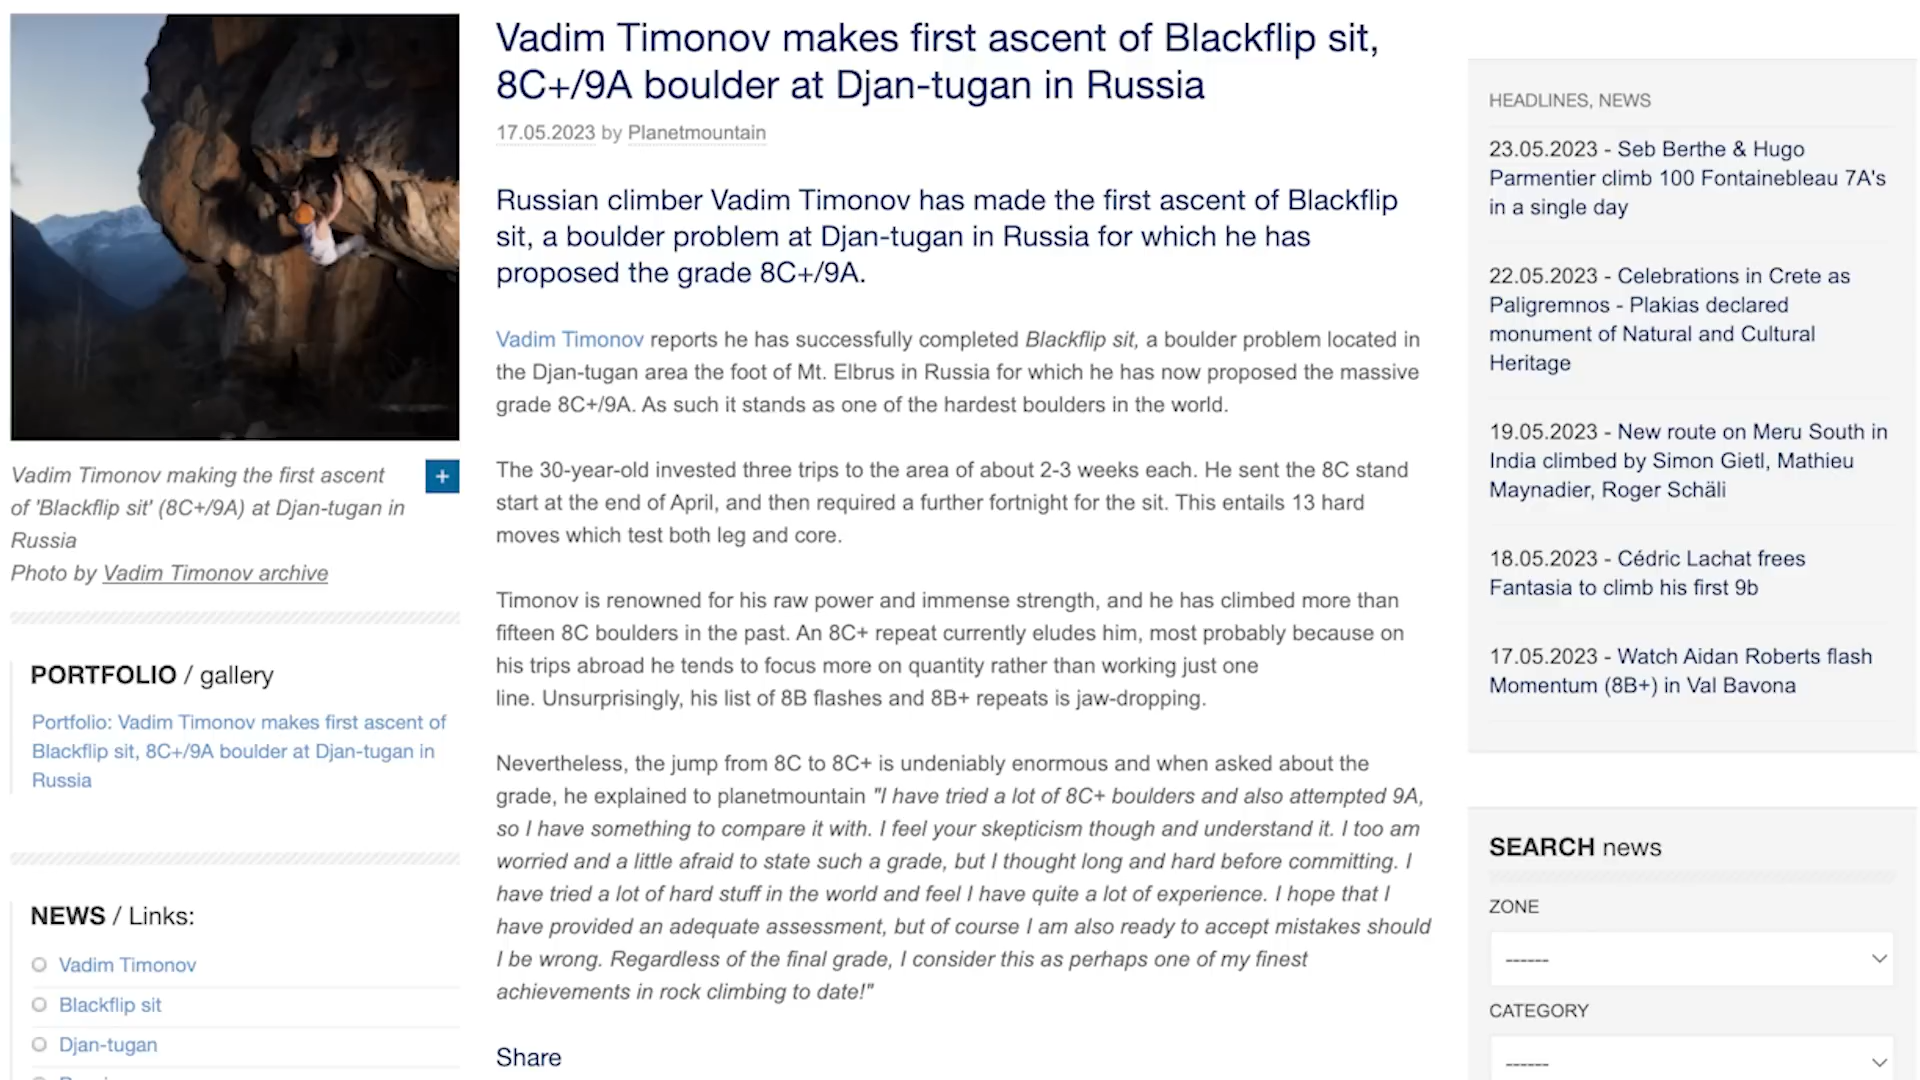 Vadim Timonov makes first ascent of Blackflip sit,
8C+/9A boulder at Djan-tugan in Russia
17.05.2023 by Planetmountain
Russian climber Vadim Timonov has made the first ascent of Blackflip
sit, a boulder problem at Djan-tugan in Russia for which he has
proposed the grade 8C+/9A.
Vadim Timonov reports he has successfully completed Blackflip sit, a boulder problem located in
the Djan-tugan area the foot of Mt. Elbrus in Russia for which he has now proposed the massive
grade 8C+/9A. As such it stands as one of the hardest boulders in the world.
The 30-year-old invested three trips to the area of about 2-3 weeks each. He sent the 8C stand
start at the end of April, and then required a further fortnight for the sit. This entails 13 hard
moves which test both leg and core.
Timonov is renowned for his raw power and immense strength, and he has climbed more than
fifteen 8C boulders in the past. An 8C+ repeat currently eludes him, most probably because on
his trips abroad he tends to focus more on quantity rather than working just one
line. Unsurprisingly, his list of 8B flashes and 8B+ repeats is jaw-dropping.
Nevertheless, the jump from 8C to 8C+ is undeniably enormous and when asked about the
grade, he explained to planetmountain "I have tried a lot of 8C+ boulders and also attempted 9A,
so I have something to compare it with. I feel your skepticism though and understand it. I too am
worried and a little afraid to state such a grade, but I thought long and hard before committing. I
have tried a lot of hard stuff in the world and feel I have quite a lot of experience. I hope that I
have provided an adequate assessment, but of course I am also ready to accept mistakes should
I be wrong. Regardless of the final grade, I consider this as perhaps one of my finest
achievements in rock climbing to date!"
Share
Vadim Timonov making the first ascent
of 'Blackflip sit' (8C+/9A) at Djan-tugan in
Russia
Photo by Vadim Timonov archive
+
PORTFOLIO / gallery
Portfolio: Vadim Timonov makes first ascent of
Blackflip sit, 8C+/9A boulder at Djan-tugan in
Russia
NEWS / Links:
Vadim Timonov
Blackflip sit
Djan-tugan
HEADLINES, NEWS
23.05.2023 - Seb Berthe & Hugo
Parmentier climb 100 Fontainebleau 7A's
in a single day
22.05.2023 - Celebrations in Crete as
Paligremnos - Plakias declared
monument of Natural and Cultural
Heritage
19.05.2023 - New route on Meru South in
India climbed by Simon Gietl, Mathieu
Maynadier, Roger Schäli
18.05.2023 - Cédric Lachat frees
Fantasia to climb his first 9b
17.05.2023 - Watch Aidan Roberts flash
Momentum (8B+) in Val Bavona
SEARCH news
ZONE
------
CATEGORY
------